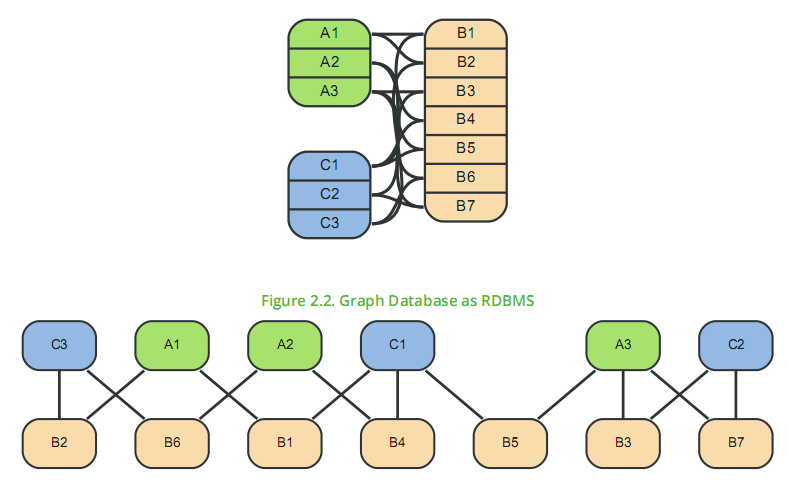 A1
A2
A3
C1
C2
C3
B1
B2
B3
B4
B5
B6
B7
Figure 2.2. Graph Database as RDBMS
C3 A1 A2 C1 A3 C2
B2 B6 B1 B4 B5 B3 B7